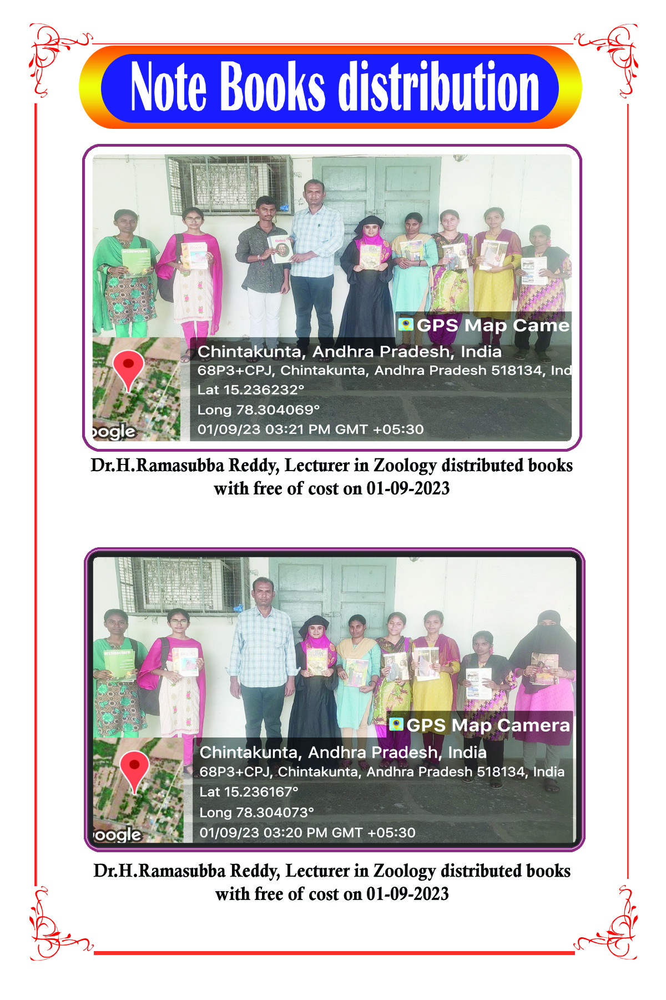 Note Books distribution
architecture
GPS Map Came
Chintakunta, Andhra Pradesh, India
68P3+CPJ, Chintakunta, Andhra Pradesh 518134, Ind
Lat 15.236232°
Long 78.304069°
01/09/23 03:21 PM GMT +05:30
oogle
Dr.H.Ramasubba Reddy, Lecturer in Zoology distributed books
with free of cost on 01-09-2023
architecture
GPS Map Camera
Chintakunta, Andhra Pradesh, India
68P3+CPJ, Chintakunta, Andhra Pradesh 518134, India
Lat 15.236167°
Long 78.304073°
01/09/23 03:20 PM GMT +05:30
oogle
Dr.H.Ramasubba Reddy, Lecturer in Zoology distributed books
with free of cost on 01-09-2023